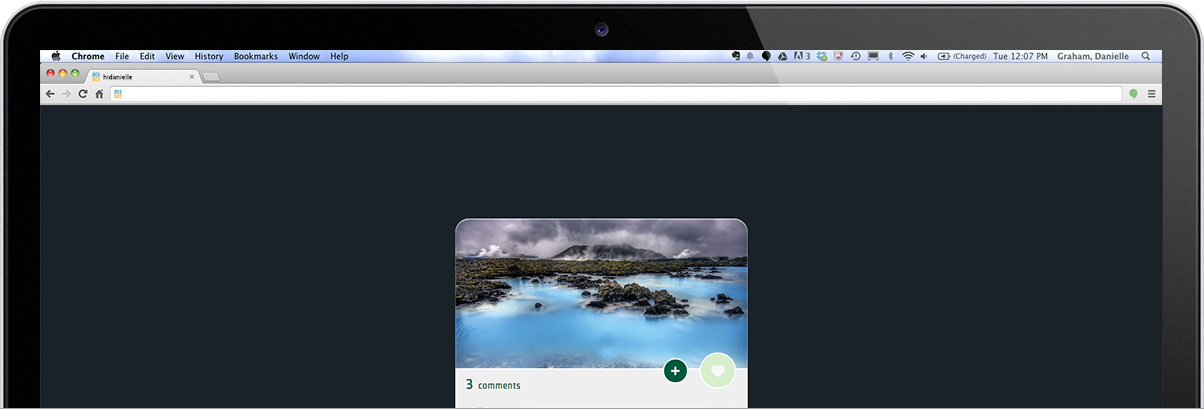 Chrome File Edit View History Bookmarks Window Help 3 (Charged) Tue 12:07 PM Graham, Danielle
hidanielle
3 comments